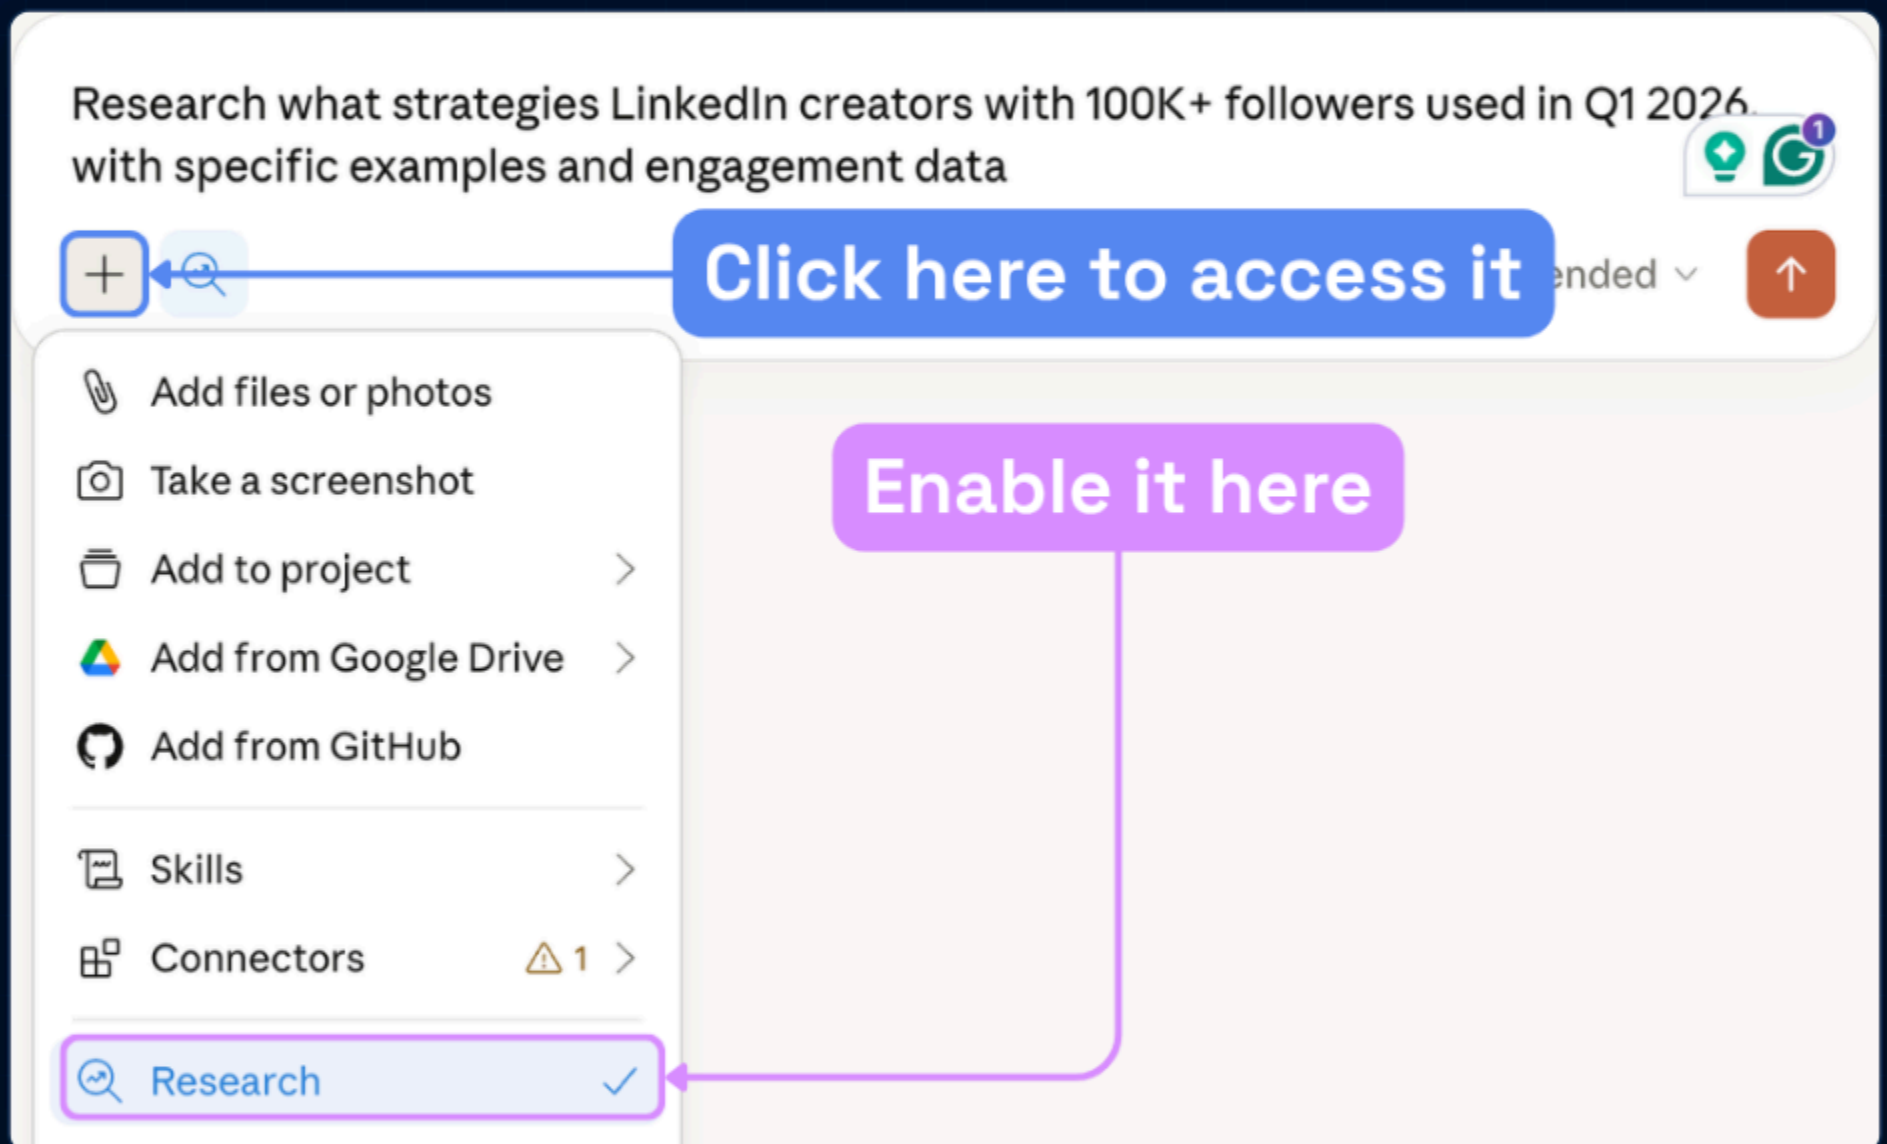 Research what strategies LinkedIn creators with 100K+ followers used in Q1 2026,
with specific examples and engagement data
1
Click here to access it
ended
Add files or photos
Take a screenshot
Enable it here
Add to project
Add from Google Drive
Add from GitHub
Skills
Connectors 1
Research